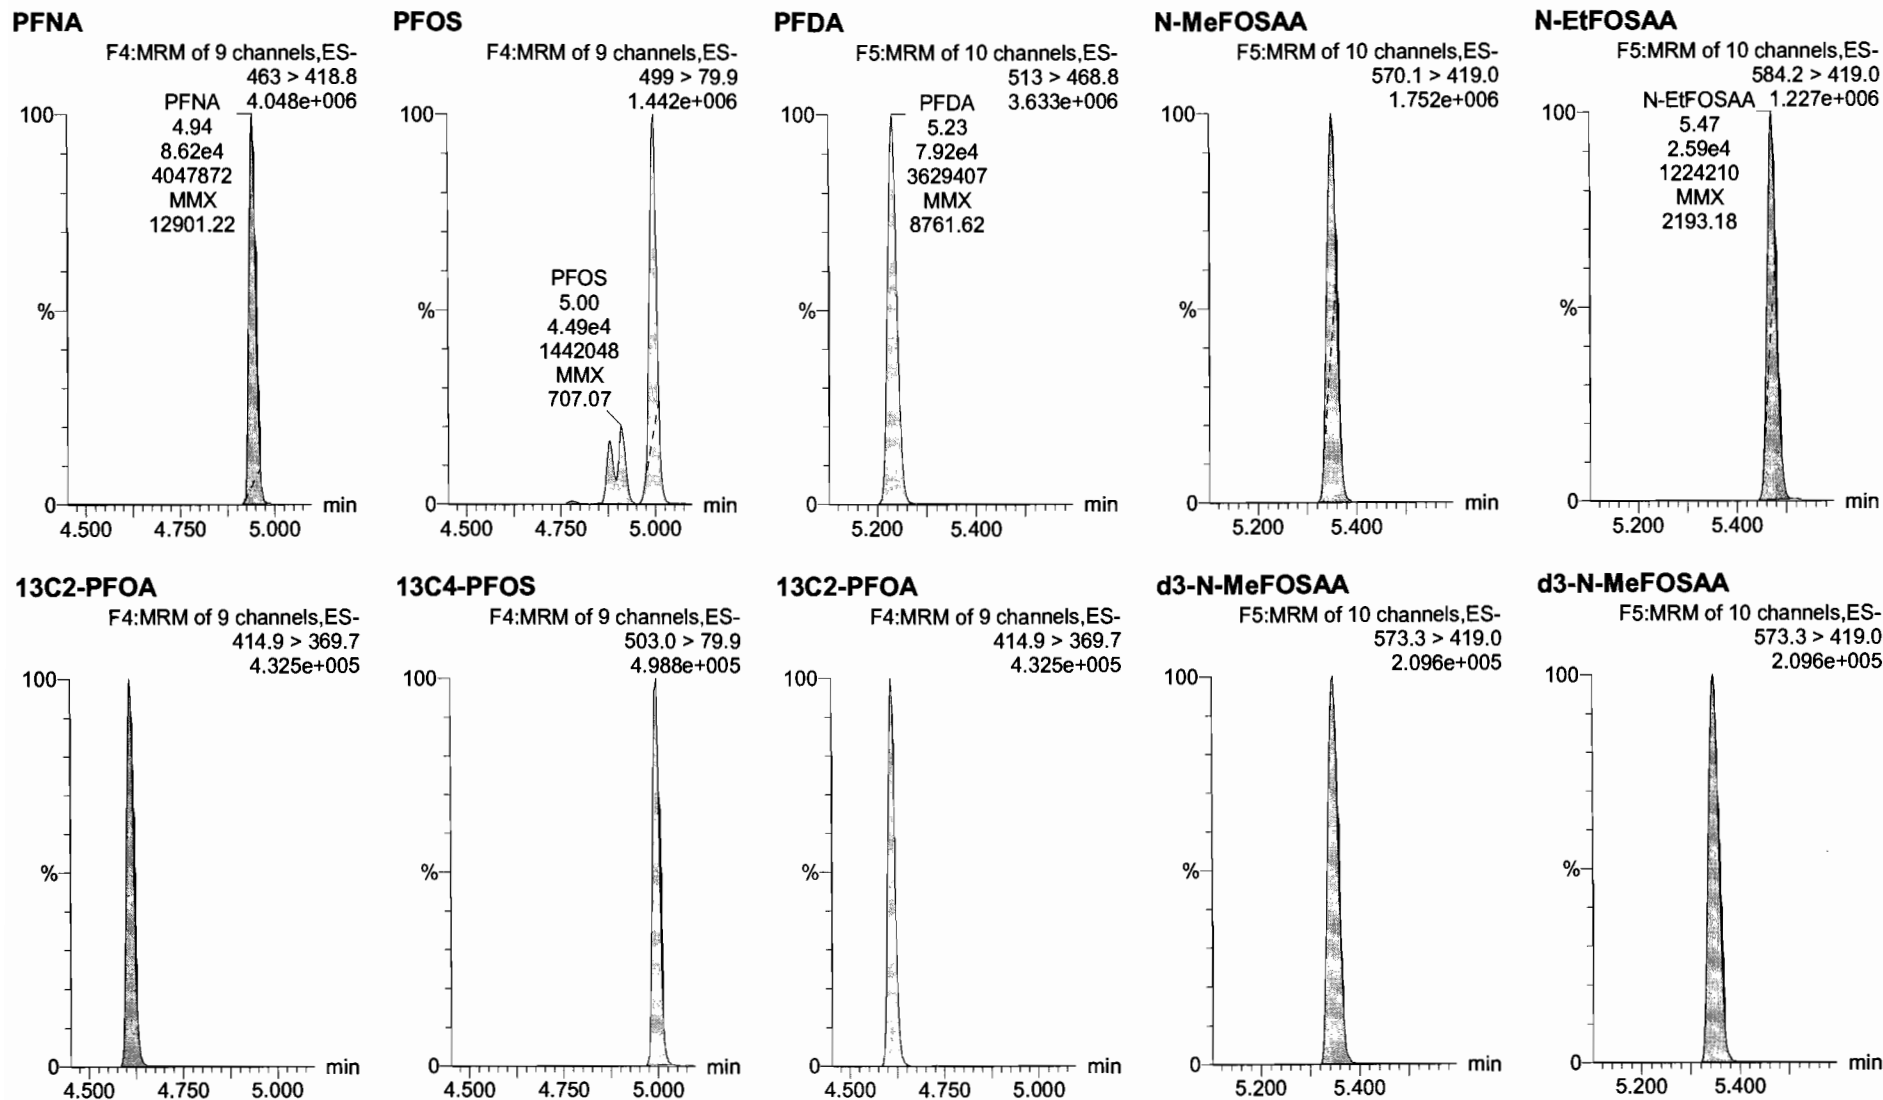 PFNA
F4:MRM of 9 channels,ES-
463 > 418.8
4.048e+006
PFNA
4.94
8.62e4
4047872
MMX
12901.22
100
%
0
4.500 4.750 5.000
min
PFOS
F4:MRM of 9 channels,ES-
499 > 79.9
1.442e+006
100
PFOS
5.00
4.49e4
1442048
MMX
707.07
%
0
4.500 4.750 5.000
min
PFDA
F5:MRM of 10 channels,ES-
513 > 468.8
3.633e+006
PFDA
5.23
7.92e4
3629407
MMX
8761.62
100
%
0
5.200 5.400
min
N-MeFOSAA
F5:MRM of 10 channels,ES-
570.1 > 419.0
1.752e+006
100
%
0
5.200 5.400
min
N-EtFOSAA
F5:MRM of 10 channels,ES-
584.2 > 419.0
1.227e+006
N-EtFOSAA
5.47
2.59e4
1224210
MMX
2193.18
100
%
0
5.200 5.400
min
13C2-PFOA
F4:MRM of 9 channels,ES-
414.9 > 369.7
4.325e+005
100
%
0
4.500 4.750 5.000
min
13C4-PFOS
F4:MRM of 9 channels,ES-
503.0 > 79.9
4.988e+005
100
%
0
4.500 4.750 5.000
min
13C2-PFOA
F4:MRM of 9 channels,ES-
414.9 > 369.7
4.325e+005
100
%
0
4.500 4.750 5.000
min
d3-N-MeFOSAA
F5:MRM of 10 channels,ES-
573.3 > 419.0
2.096e+005
100
%
0
5.200 5.400
min
d3-N-MeFOSAA
F5:MRM of 10 channels,ES-
573.3 > 419.0
2.096e+005
100
%
0
5.200 5.400
min